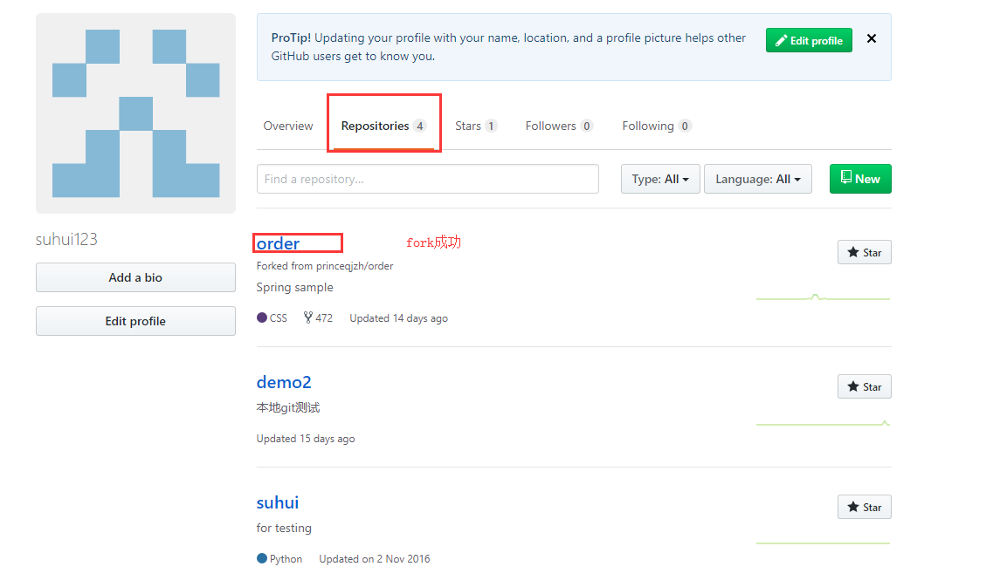 ProTip! Updating your profile with your name, location, and a profile picture helps other
GitHub users get to know you.
Edit profile
Overview
Repositories 4
Stars 1
Followers 0
Following 0
Find a repository...
Type: All
Language: All
New
suhui123
Add a bio
Edit profile
order
fork成功
Star
Forked from princeqjzh/order
Spring sample
CSS 472 Updated 14 days ago
demo2
Star
本地git测试
Updated 15 days ago
suhui
Star
for testing
Python Updated on 2 Nov 2016